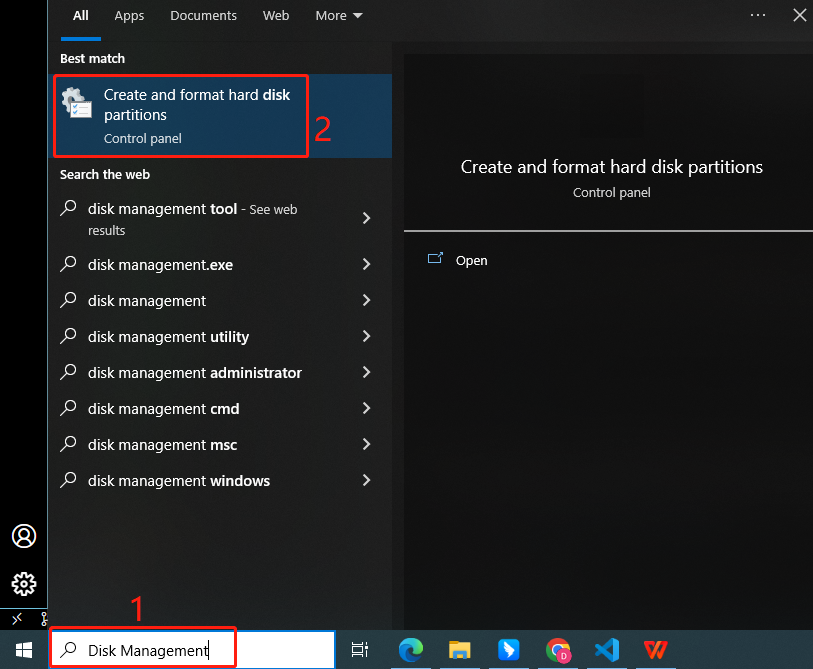 All Apps Documents Web More
Best match
Create and format hard disk
partitions
Control panel
2
Search the web
disk management tool - See web
results
disk management.exe
disk management
disk management utility
disk management administrator
disk management cmd
disk management msc
disk management windows
Create and format hard disk partitions
Control panel
Open
1
Disk Management
D